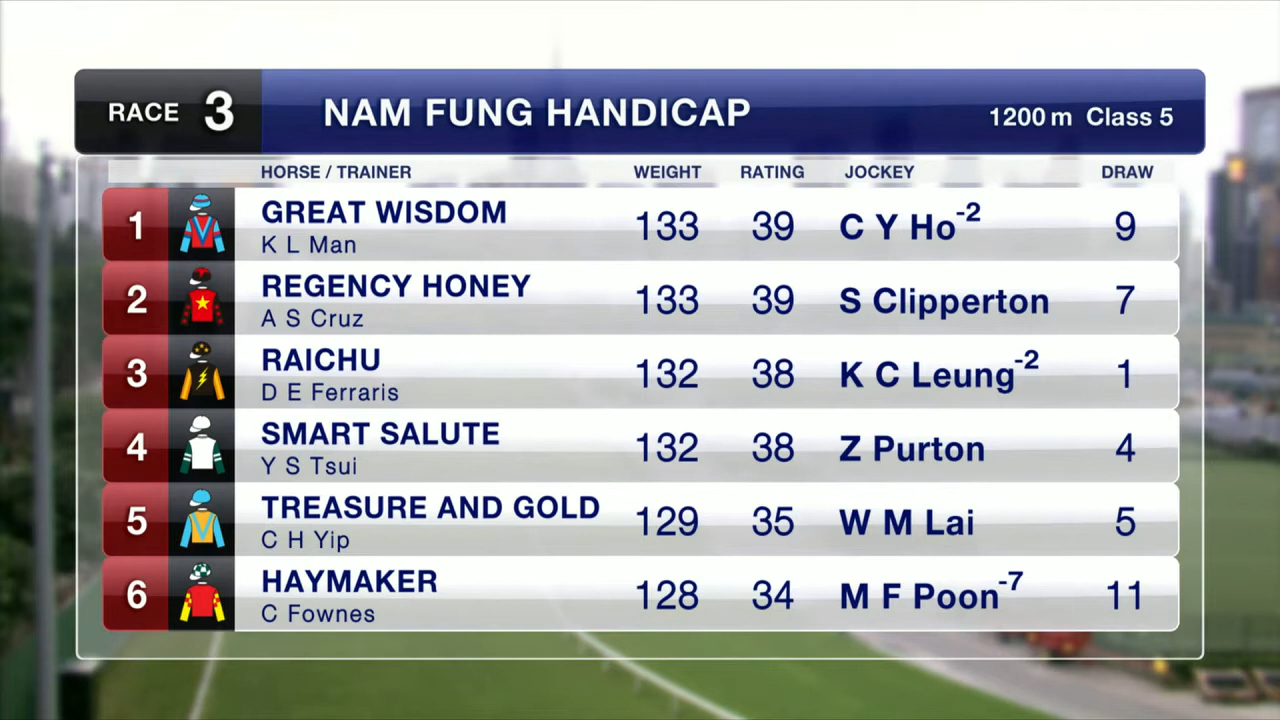 RACE 3 NAM FUNG HANDICAP 1200 m Class 5
HORSE / TRAINER WEIGHT RATING JOCKEY DRAW
1 GREAT WISDOM 133 39 C Y Ho-2 9
K L Man
2 REGENCY HONEY 133 39 S Clipperton 7
A S Cruz
3 RAICHU 132 38 K C Leung-2 1
D E Ferraris
4 SMART SALUTE 132 38 Z Purton 4
Y S Tsui
5 TREASURE AND GOLD 129 35 W M Lai 5
C H Yip
6 HAYMAKER 128 34 M F Poon-7 11
C Fownes